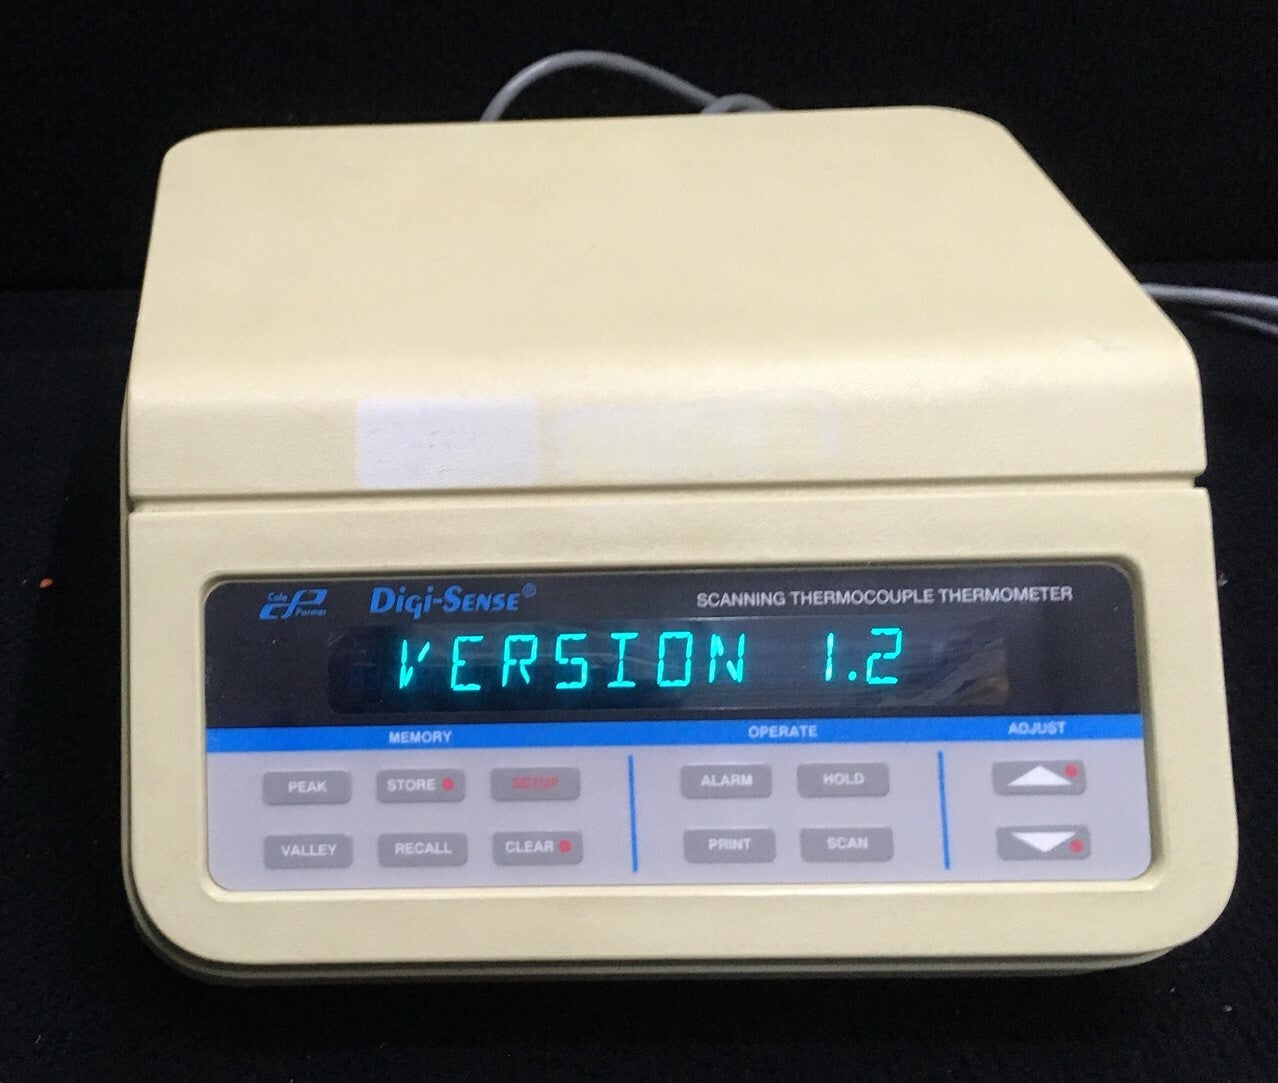 Cole
Parmer
Digi-Sense®
SCANNING THERMOCOUPLE THERMOMETER
VERSION 1.2
MEMORY
OPERATE
ADJUST
PEAK STORE SETUP ALARM HOLD
VALLEY RECALL CLEAR PRINT SCAN